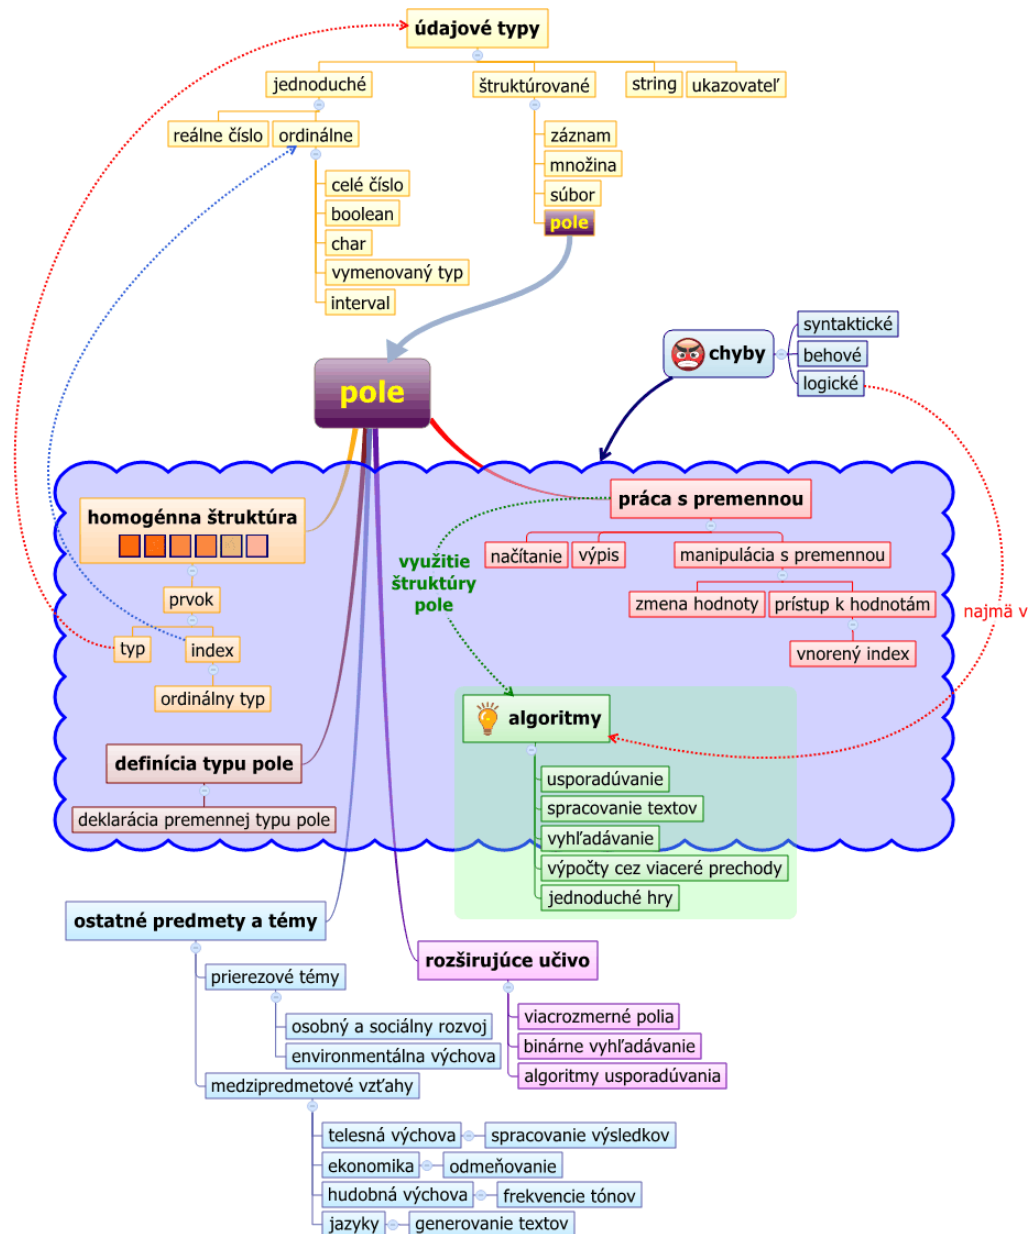 údajové typy
jednoduché
štruktúrované
string
ukazovateľ
reálne číslo
ordinálne
celé číslo
boolean
char
vymenovaný typ
interval
záznam
množina
súbor
pole
pole
chyby
syntaktické
behové
logické
najmä v
homogénna štruktúra
prvok
typ
index
ordinálny typ
definícia typu pole
deklarácia premennej typu pole
práca s premennou
načítanie
výpis
manipulácia s premennou
zmena hodnoty
prístup k hodnotám
vnorený index
využitie
štruktúry
pole
algoritmy
usporadúvanie
spracovanie textov
vyhľadávanie
výpočty cez viaceré prechody
jednoduché hry
ostatné predmety a témy
prierezové témy
osobný a sociálny rozvoj
environmentálna výchova
medzipredmetové vzťahy
telesná výchova
spracovanie výsledkov
ekonomika
odmeňovanie
hudobná výchova
frekvencie tónov
jazyky
generovanie textov
rozširujúce učivo
viacrozmerné polia
binárne vyhľadávanie
algoritmy usporadúvania